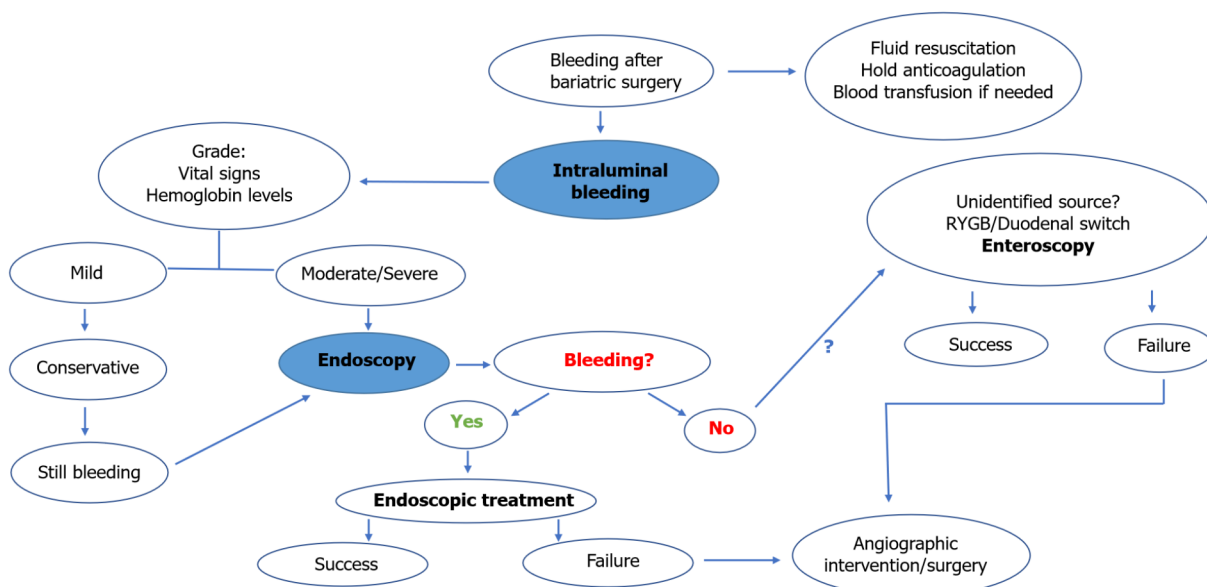 Bleeding after
bariatric surgery
Fluid resuscitation
Hold anticoagulation
Blood transfusion if needed
Grade:
Vital signs
Hemoglobin levels
Intraluminal
bleeding
Unidentified source?
RYGB/Duodenal switch
Enteroscopy
Mild
Moderate/Severe
Conservative
Endoscopy
Bleeding?
?
Success
Failure
Yes
No
Still bleeding
Endoscopic treatment
Success
Failure
Angiographic
intervention/surgery